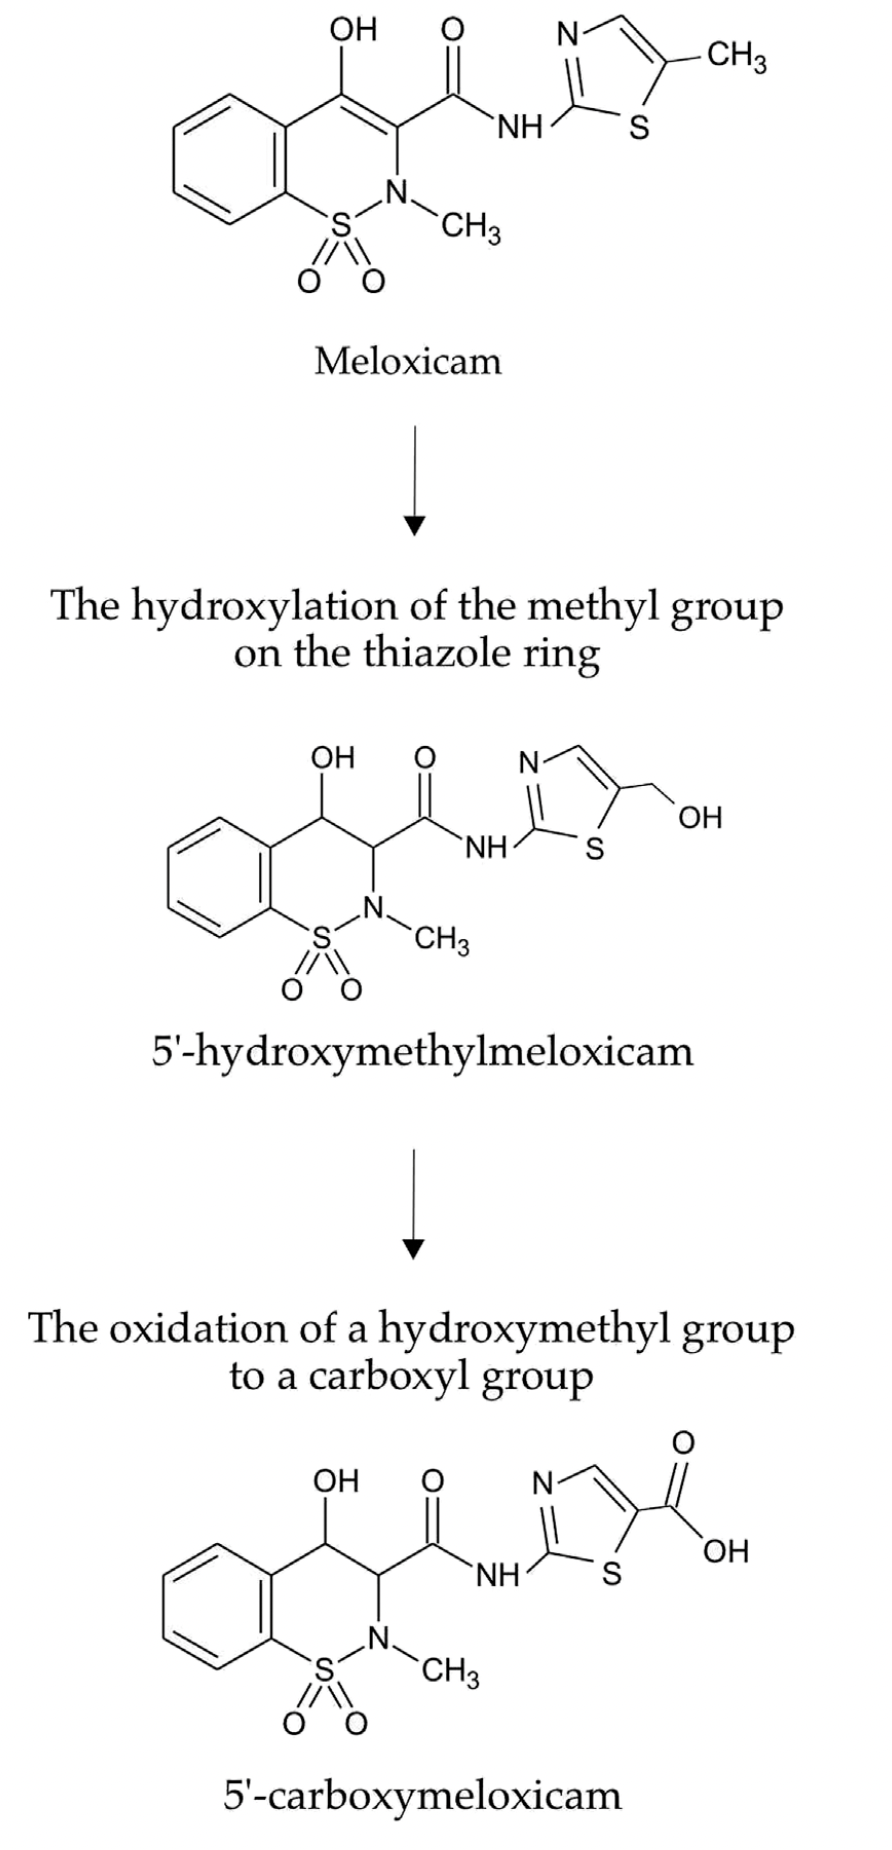 OH O N CH3
NH S
N
S CH3
O O
Meloxicam
The hydroxylation of the methyl group
on the thiazole ring
OH O N
OH
NH S
N
S CH3
O O
5'-hydroxymethylmeloxicam
The oxidation of a hydroxymethyl group
to a carboxyl group
O
OH O N
OH
NH S
N
S CH3
O O
5'-carboxymeloxicam